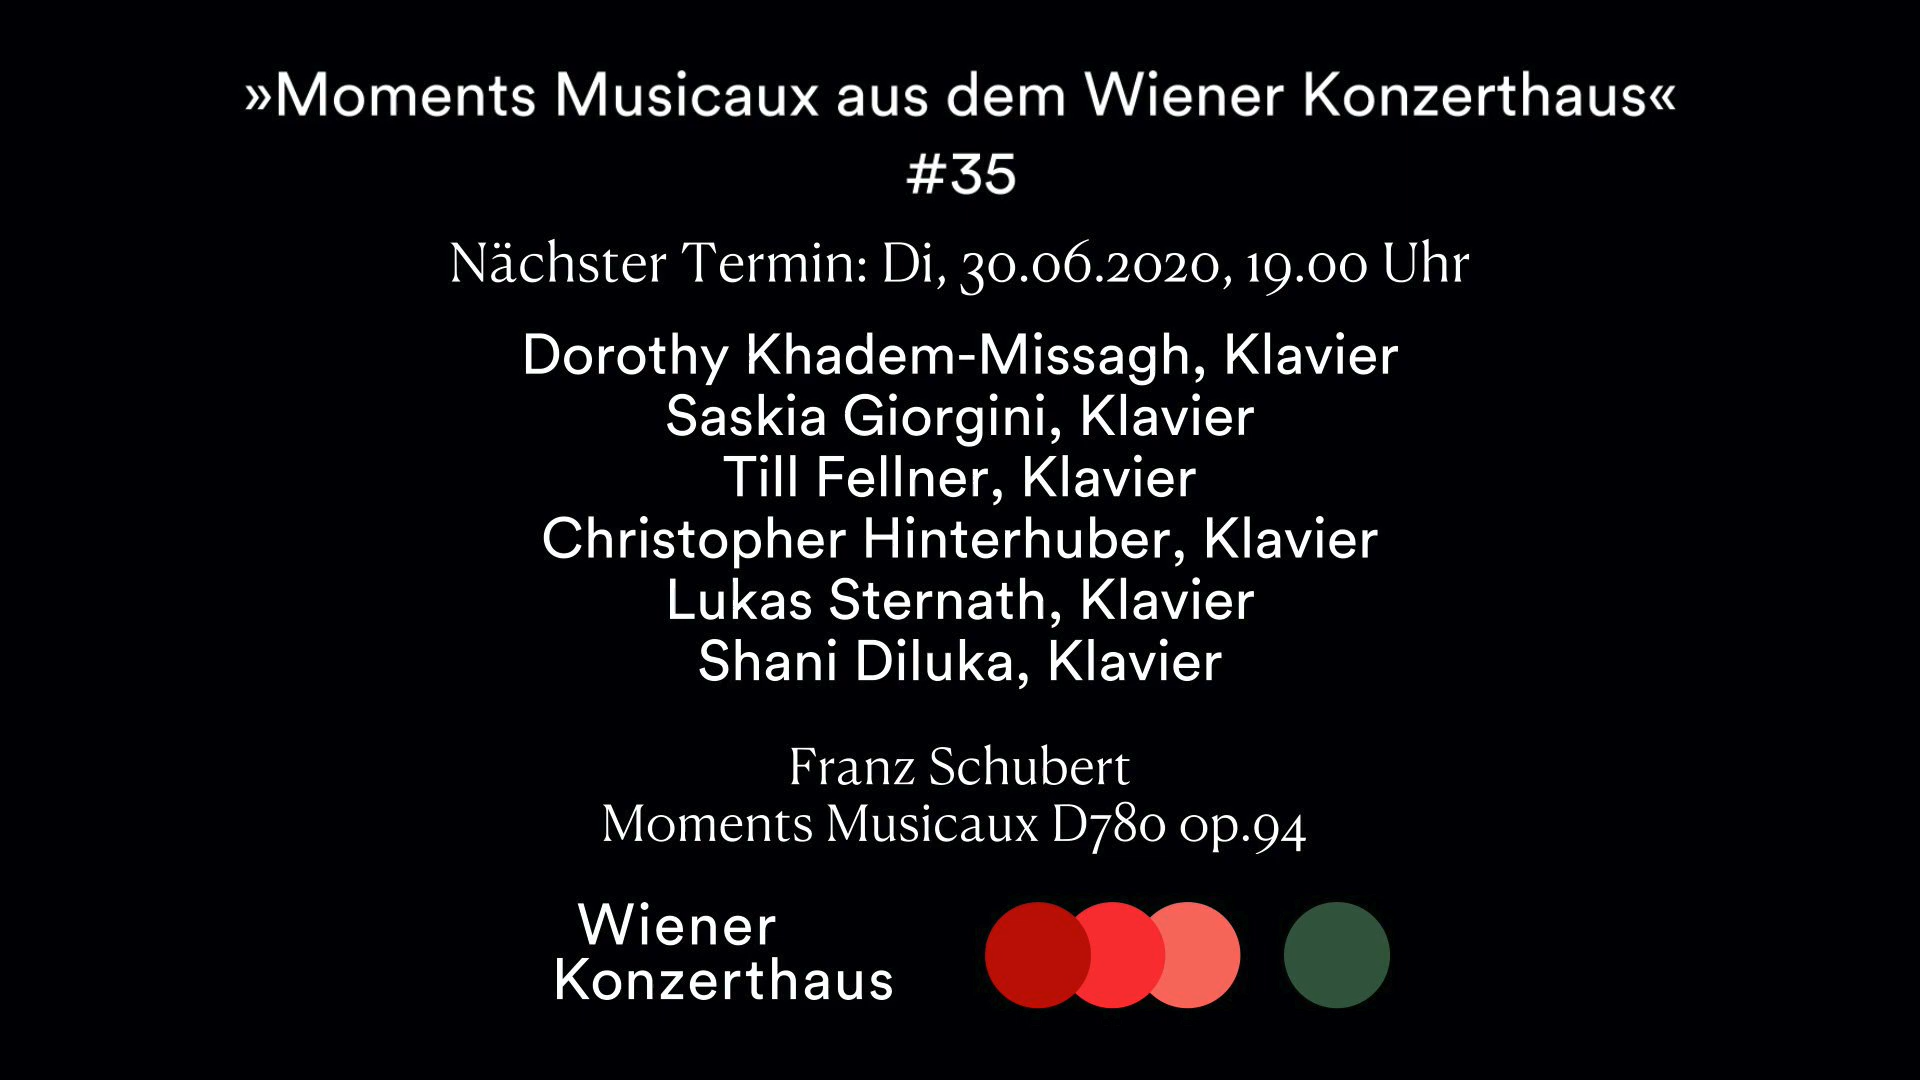 »Moments Musicaux aus dem Wiener Konzerthaus«
#35
Nächster Termin: Di, 30.06.2020, 19.00 Uhr
Dorothy Khadem-Missagh, Klavier
Saskia Giorgini, Klavier
Till Fellner, Klavier
Christopher Hinterhuber, Klavier
Lukas Sternath, Klavier
Shani Diluka, Klavier
Franz Schubert
Moments Musicaux D780 op.94
Wiener
Konzerthaus